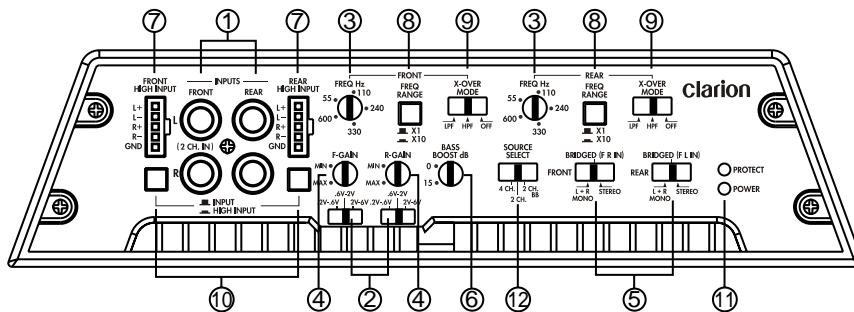 ⑦ ① ⑦ ③ ⑧ ⑨ ③ ⑧ ⑨
FRONT
HIGH INPUT
INPUTS
FRONT REAR
REAR
HIGH INPUT
L+
L-
R+
R-
GND
L
(2 CH. IN)
R
L+
L-
R+
R-
GND
INPUT
HIGH INPUT
FRONT
FREQ Hz
55 110 240 330 600
FREQ
RANGE
X1
X10
X-OVER
MODE
LPF HPF OFF
REAR
FREQ Hz
55 110 240 330 600
FREQ
RANGE
X1
X10
X-OVER
MODE
LPF HPF OFF
clarion
F-GAIN
MIN
MAX
.6V-2V
.2V-.6V 2V-6V
R-GAIN
MIN
MAX
.6V-2V
.2V-.6V 2V-6V
BASS
BOOST dB
0
15
SOURCE
SELECT
4 CH. 2 CH.
BB
2 CH.
BRIDGED (F R IN)
FRONT
L + R STEREO
MONO
BRIDGED (F L IN)
REAR
L + R STEREO
MONO
PROTECT
POWER
⑩ ④ ② ④ ⑥ ⑫ ⑤ ⑪